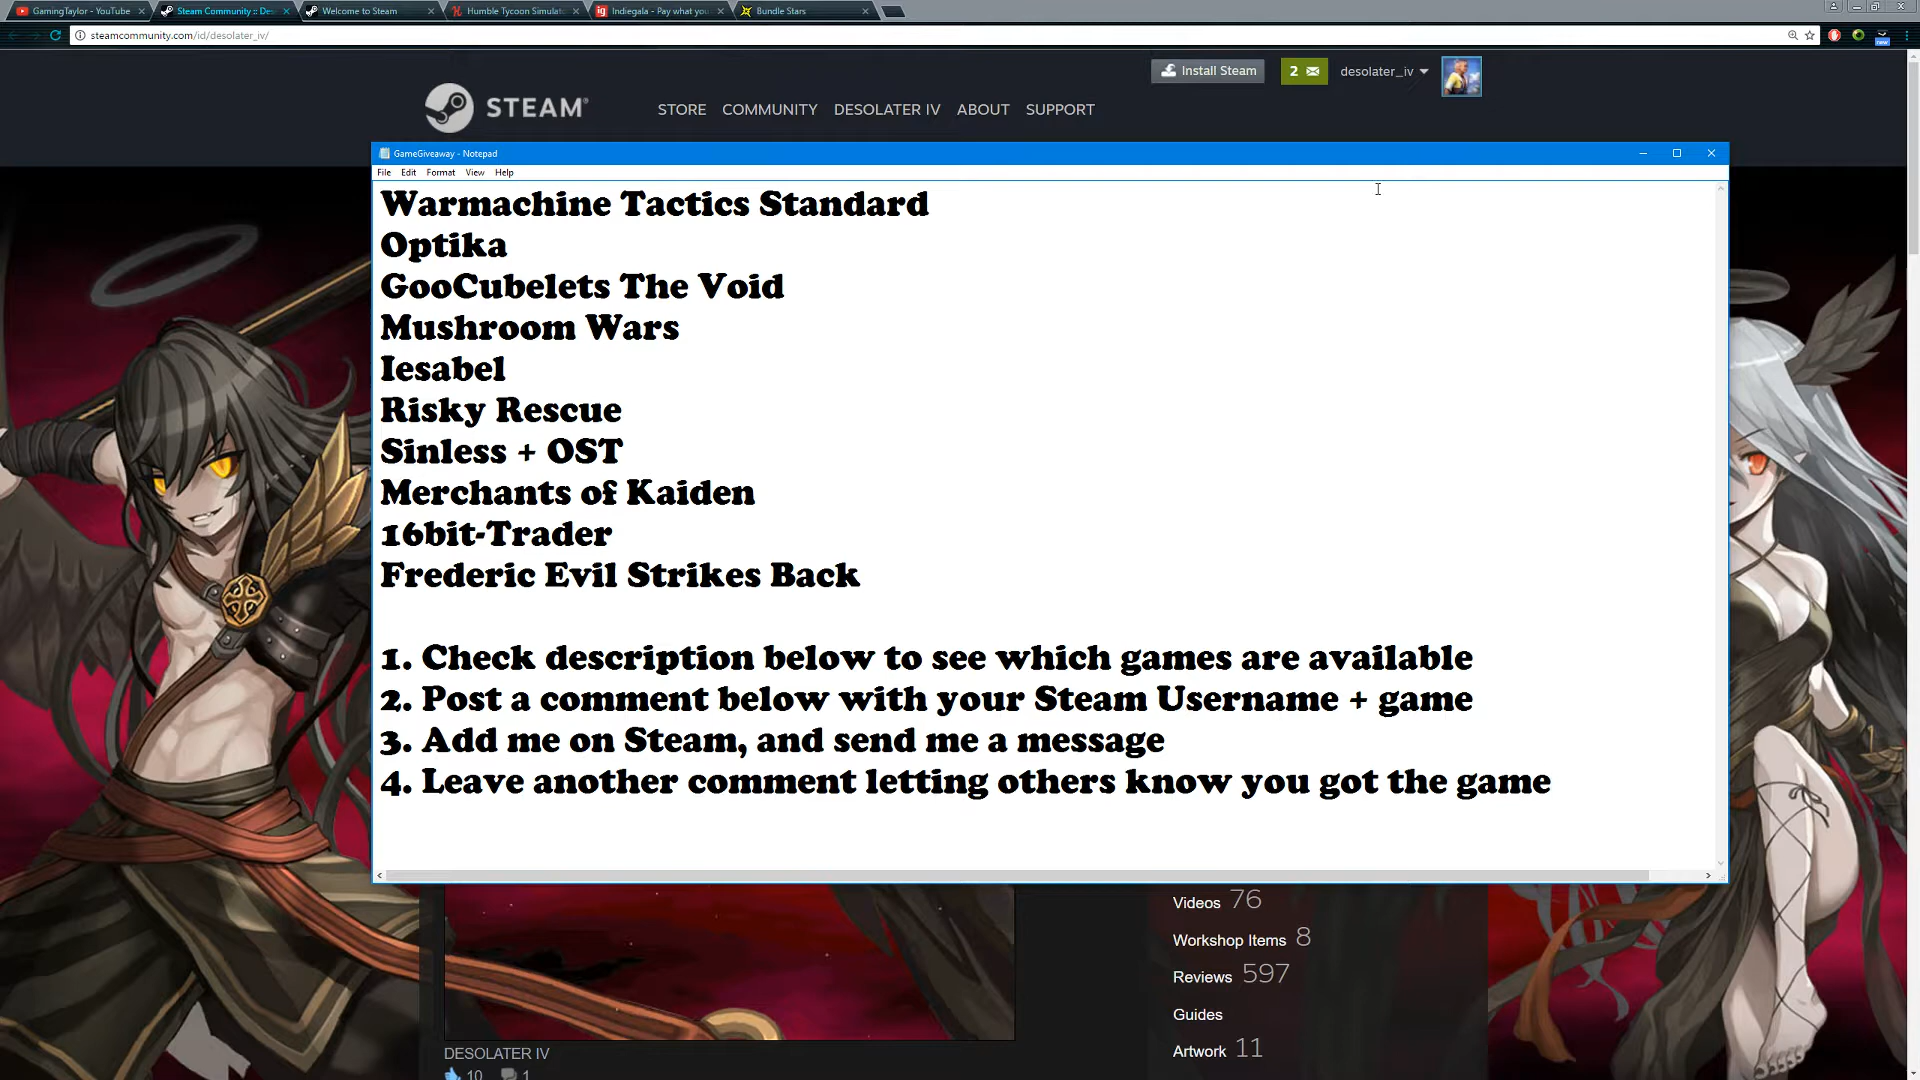 GamingTaylor - YouTube
Steam Community :: Des
Welcome to Steam
Humble Tycoon Simulat
Indiegala - Pay what you
Bundle Stars
steamcommunity.com/id/desolater_iv/
new
Install Steam
2
desolater_iv
STEAM®
STORE COMMUNITY DESOLATER IV ABOUT SUPPORT
GameGiveaway - Notepad
File Edit Format View Help
Warmachine Tactics Standard
Optika
GooCubelets The Void
Mushroom Wars
Iesabel
Risky Rescue
Sinless + OST
Merchants of Kaiden
16bit-Trader
Frederic Evil Strikes Back
1. Check description below to see which games are available
2. Post a comment below with your Steam Username + game
3. Add me on Steam, and send me a message
4. Leave another comment letting others know you got the game
Videos 76
Workshop Items 8
Reviews 597
Guides
Artwork 11
DESOLATER IV
10 1